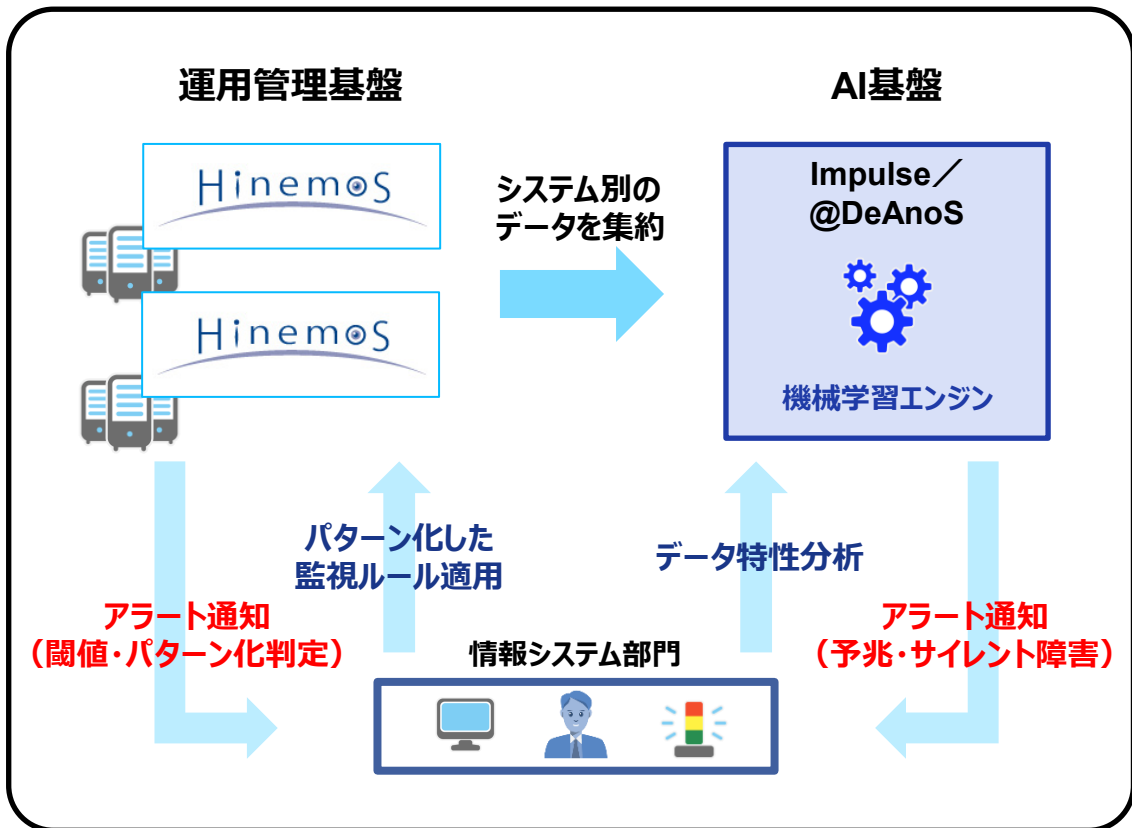 運用管理基盤
AI基盤
Hinemos
Hinemos
システム別の
データを集約
Impulse／
@DeAnoS
機械学習エンジン
パターン化した
監視ルール適用
データ特性分析
アラート通知
（閾値・パターン化判定）
情報システム部門
アラート通知
（予兆・サイレント障害）